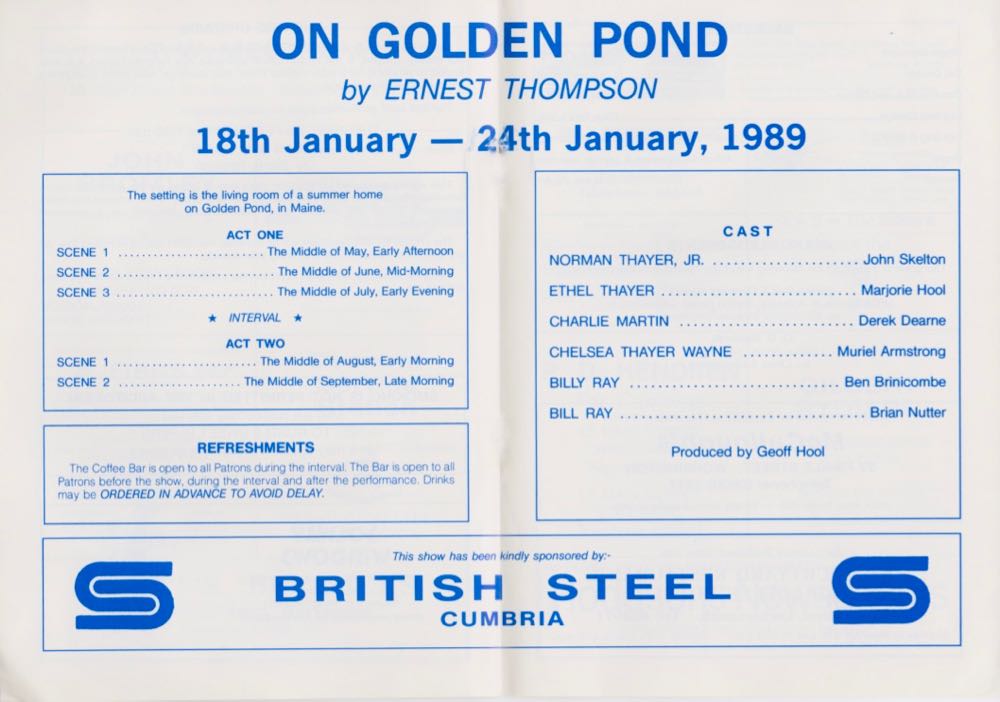 ON GOLDEN POND
by ERNEST THOMPSON
18th January — 24th January, 1989
The setting is the living room of a summer home
on Golden Pond, in Maine.
ACT ONE
SCENE 1 ........................ The Middle of May, Early Afternoon
SCENE 2 .......................... The Middle of June, Mid-Morning
SCENE 3 .......................... The Middle of July, Early Evening
★ INTERVAL ★
ACT TWO
SCENE 1 ....................... The Middle of August, Early Morning
SCENE 2 .................... The Middle of September, Late Morning
REFRESHMENTS
The Coffee Bar is open to all Patrons during the interval. The Bar is open to all
Patrons before the show, during the interval and after the performance. Drinks
may be ORDERED IN ADVANCE TO AVOID DELAY.
CAST
NORMAN THAYER, JR. ..................... John Skelton
ETHEL THAYER ............................ Marjorie Hool
CHARLIE MARTIN ......................... Derek Dearne
CHELSEA THAYER WAYNE ............ Muriel Armstrong
BILLY RAY .............................. Ben Brinicombe
BILL RAY ................................... Brian Nutter
Produced by Geoff Hool
This show has been kindly sponsored by:-
BRITISH STEEL
CUMBRIA